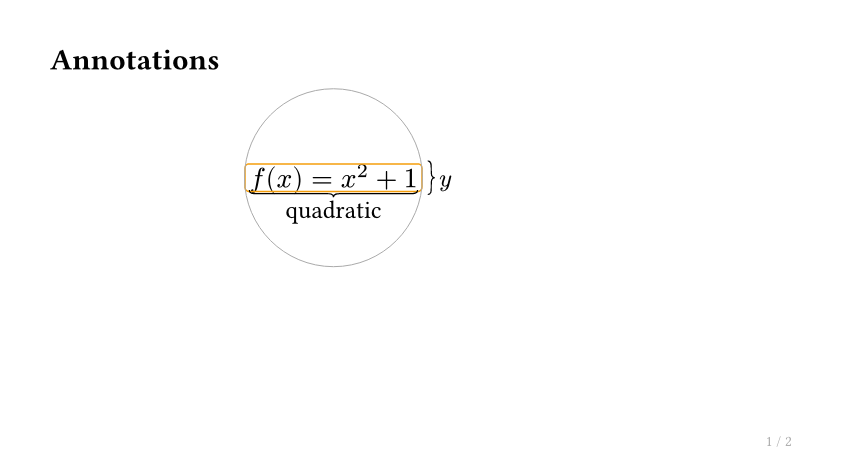 Annotations
f(x) = x² + 1 } y
quadratic
1 / 2